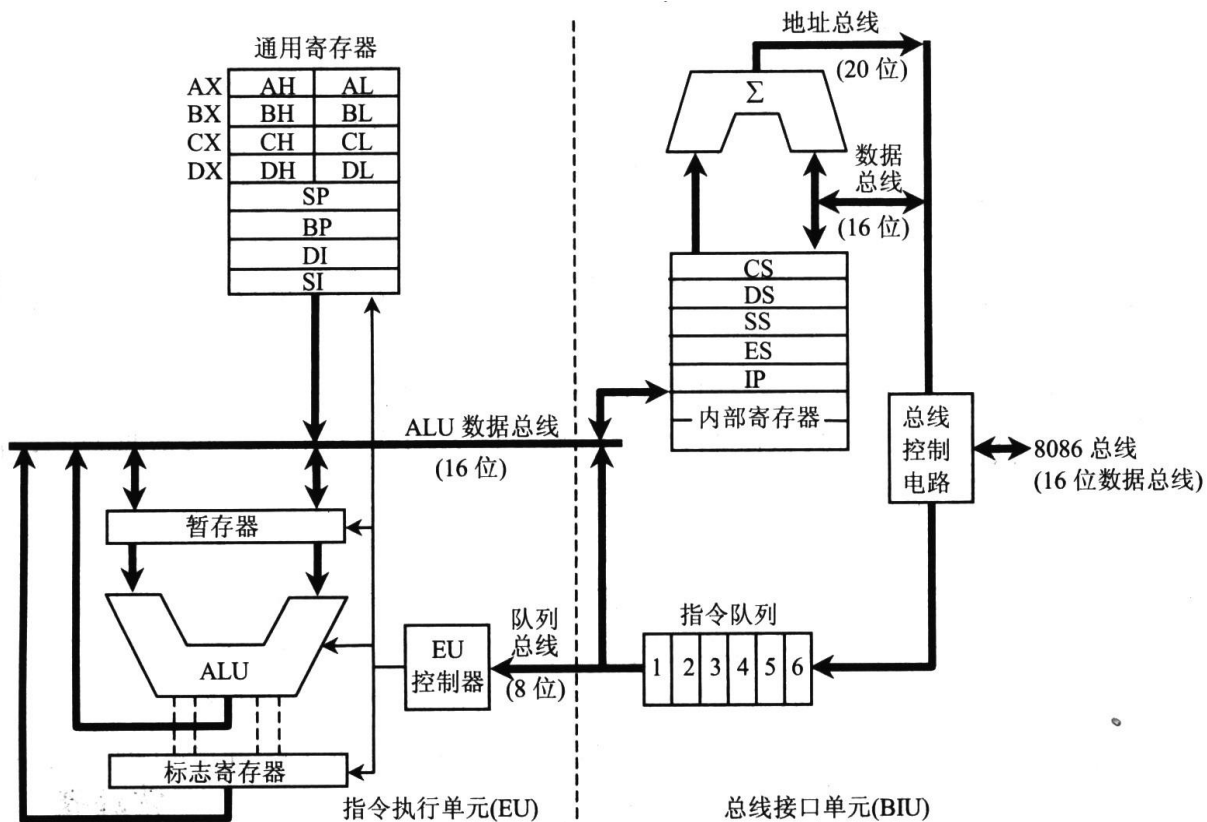 通用寄存器
AX AH AL
BX BH BL
CX CH CL
DX DH DL
SP
BP
DI
SI
ALU 数据总线
(16 位)
暂存器
ALU
标志寄存器
EU
控制器
队列
总线
(8 位)
指令执行单元(EU)
地址总线
(20 位)
Σ
数据
总线
(16 位)
CS
DS
SS
ES
IP
内部寄存器
总线
控制
电路
8086 总线
(16 位数据总线)
指令队列
1 2 3 4 5 6
总线接口单元(BIU)